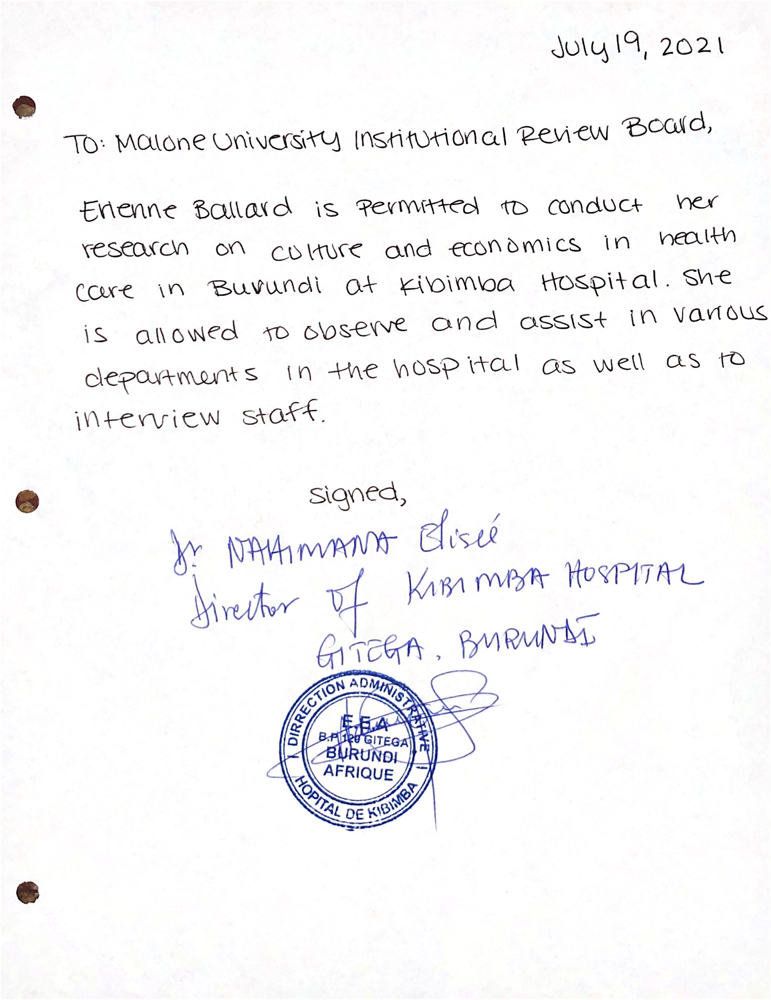 July 19, 2021
To: Malone University Institutional Review Board,
Erienne Ballard is permitted to conduct her
research on culture and economics in health
care in Burundi at Kibimba Hospital. She
is allowed to observe and assist in various
departments in the hospital as well as to
interview staff.
signed,
Dr NAHIMANA Elisée
Director of KIBIMBA HOSPITAL
GITEGA. BURUNDI
DIRRECTION ADMINISTRATIVE
E.E.A
B.P 120 GITEGA
BURUNDI
AFRIQUE
HOPITAL DE KIBIMBA